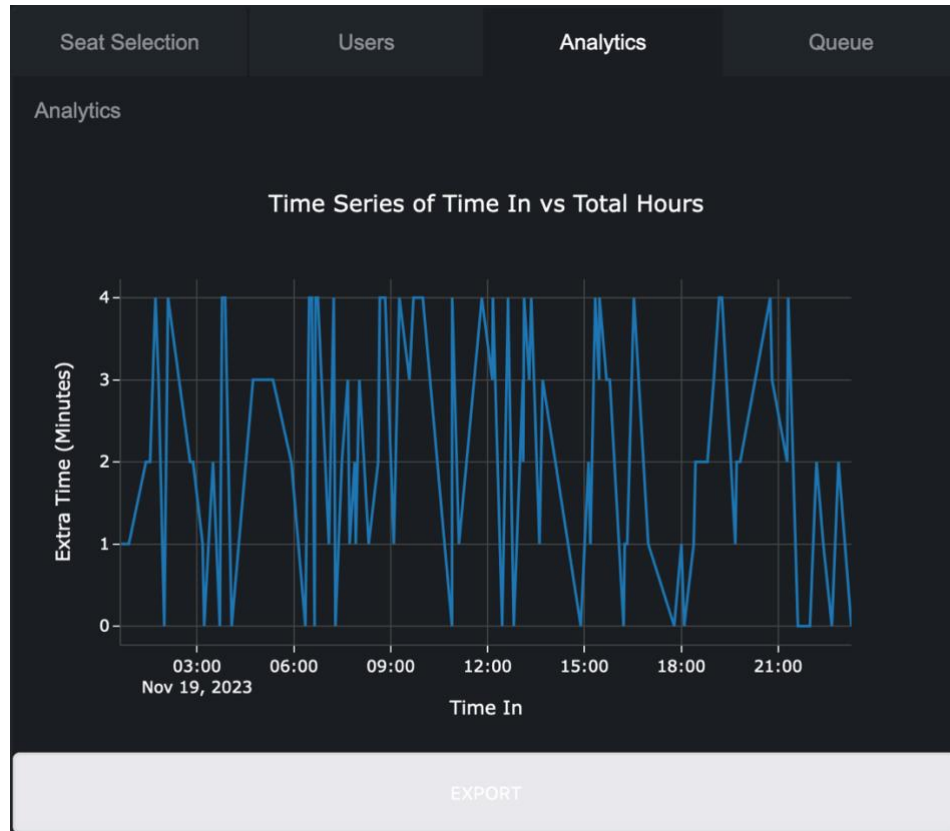 Seat Selection Users Analytics Queue
Analytics
Time Series of Time In vs Total Hours
Extra Time (Minutes)
4
3
2
1
0
03:00 06:00 09:00 12:00 15:00 18:00 21:00
Nov 19, 2023
Time In
EXPORT